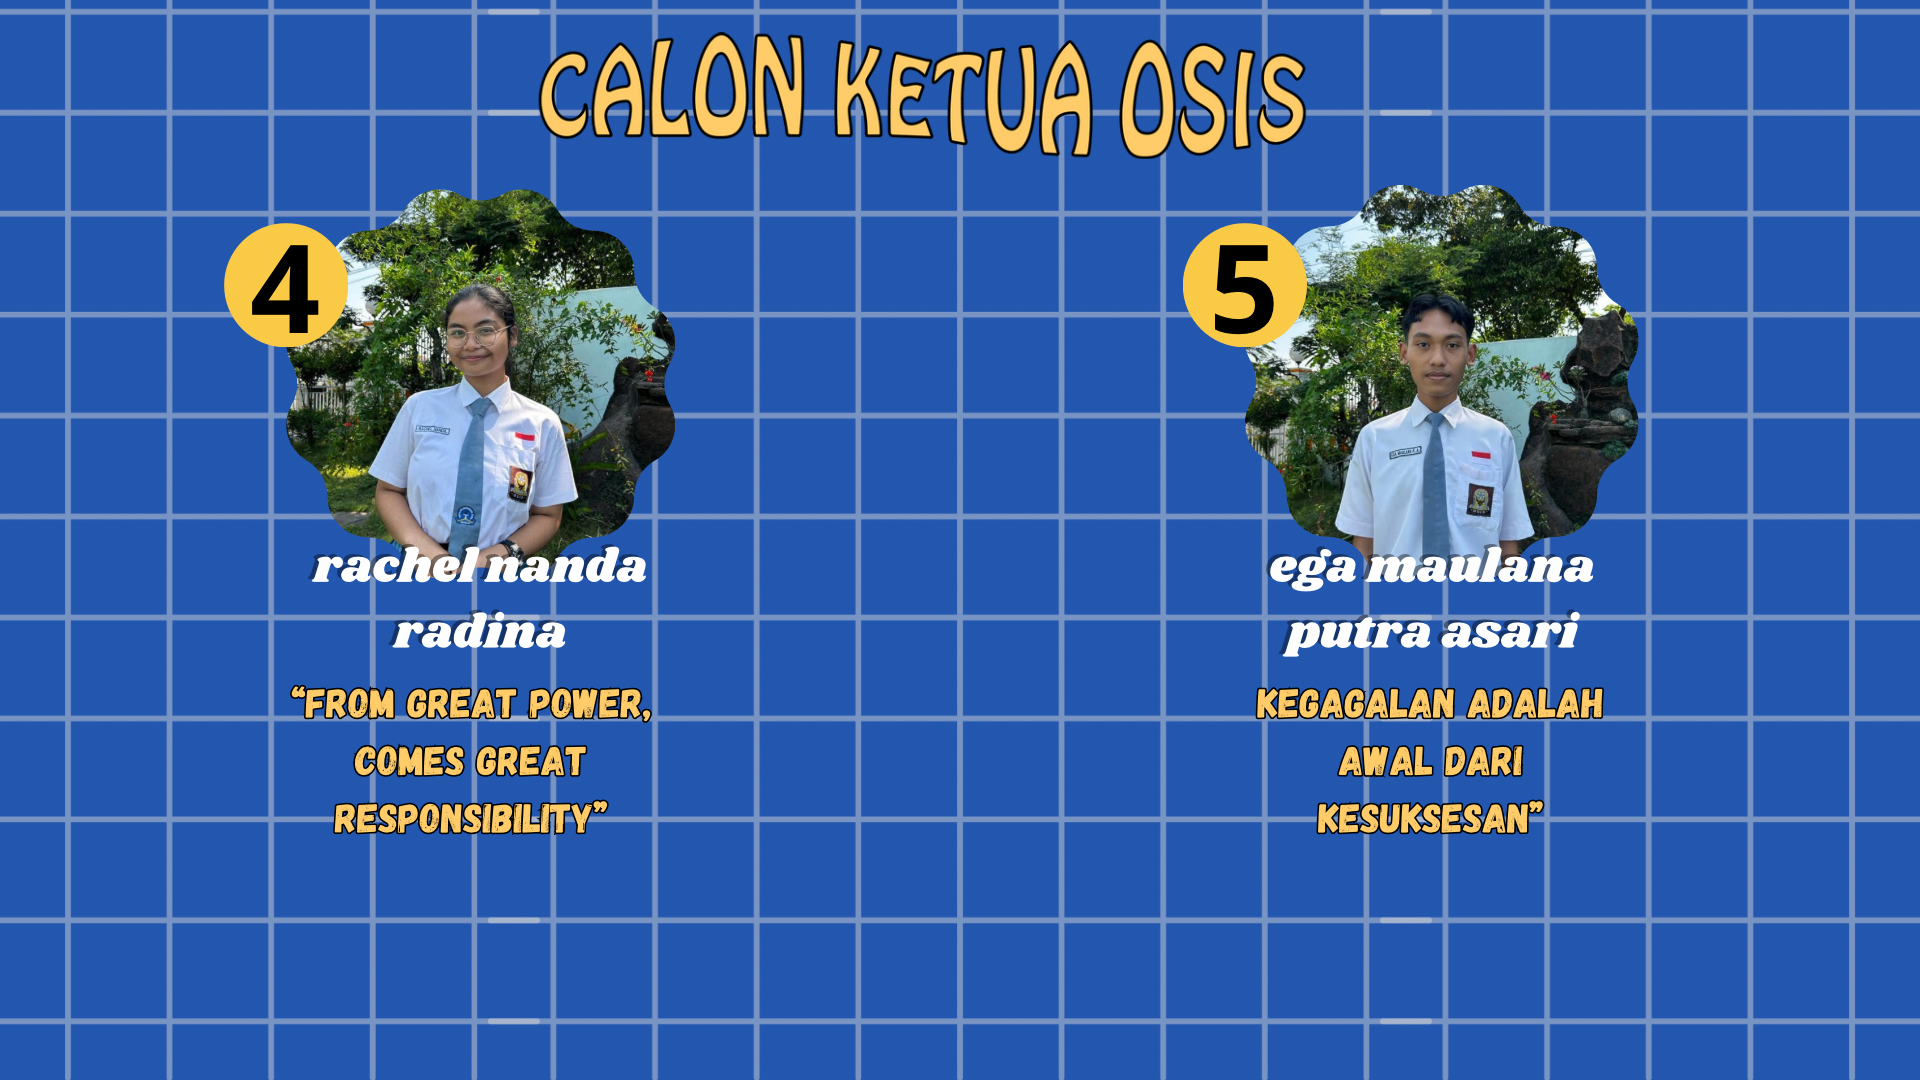 CALON KETUA OSIS
4
rachel nanda
radina
“FROM GREAT POWER,
COMES GREAT
RESPONSIBILITY”
5
ega maulana
putra asari
KEGAGALAN ADALAH
AWAL DARI
KESUKSESAN”